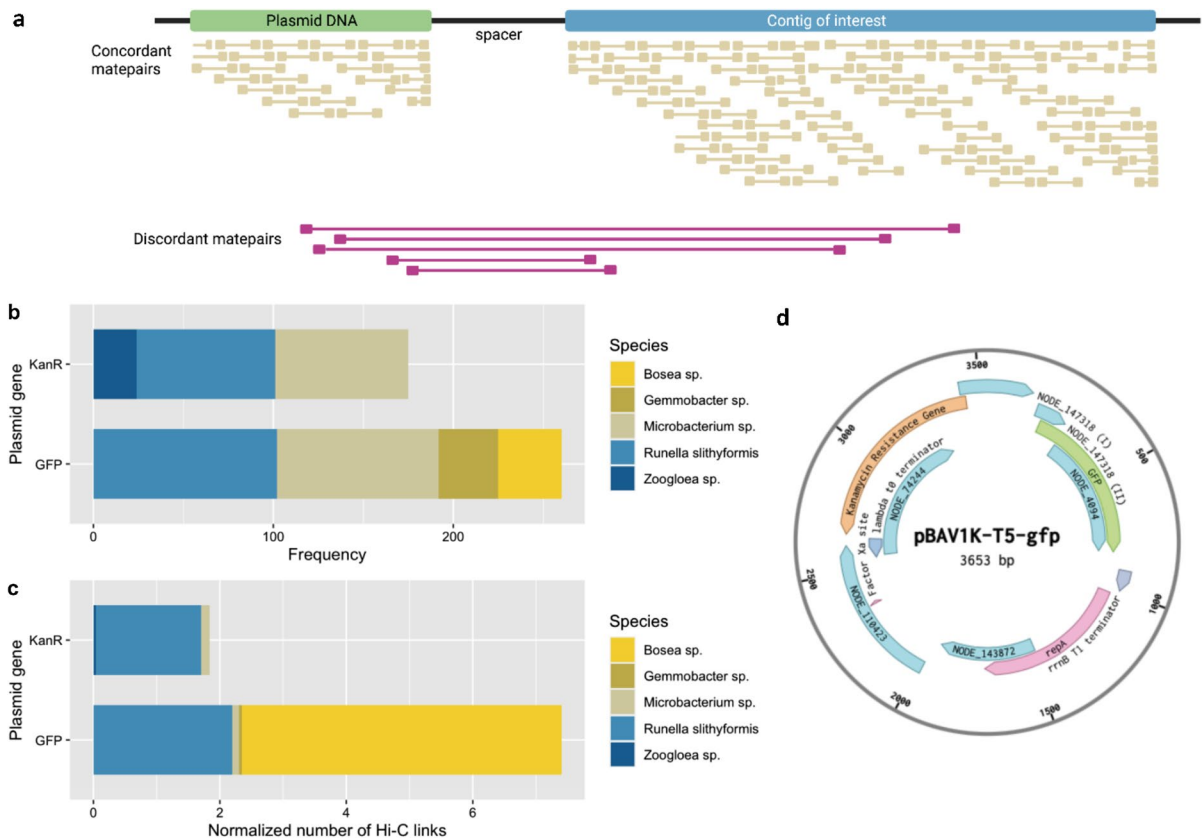 a
Plasmid DNA
Contig of interest
spacer
Concordant
matepairs
Discordant matepairs
b
KanR
GFP
Plasmid gene
0
100
200
Frequency
Species
Bosea sp.
Gemmobacter sp.
Microbacterium sp.
Runella slithyformis
Zoogloea sp.
c
KanR
GFP
Plasmid gene
0
2
4
6
Normalized number of Hi-C links
Species
Bosea sp.
Gemmobacter sp.
Microbacterium sp.
Runella slithyformis
Zoogloea sp.
d
3500
500
1000
1500
2000
2500
3000
NODE_147318 (I)
NODE_147318 (II)
GFP
NODE_4094
Kanamycin Resistance Gene
lambda t0 terminator
NODE_74244
Factor Xa site
NODE_110423
NODE_143872
repA
rrnB T1 terminator
pBAV1K-T5-gfp
3653 bp